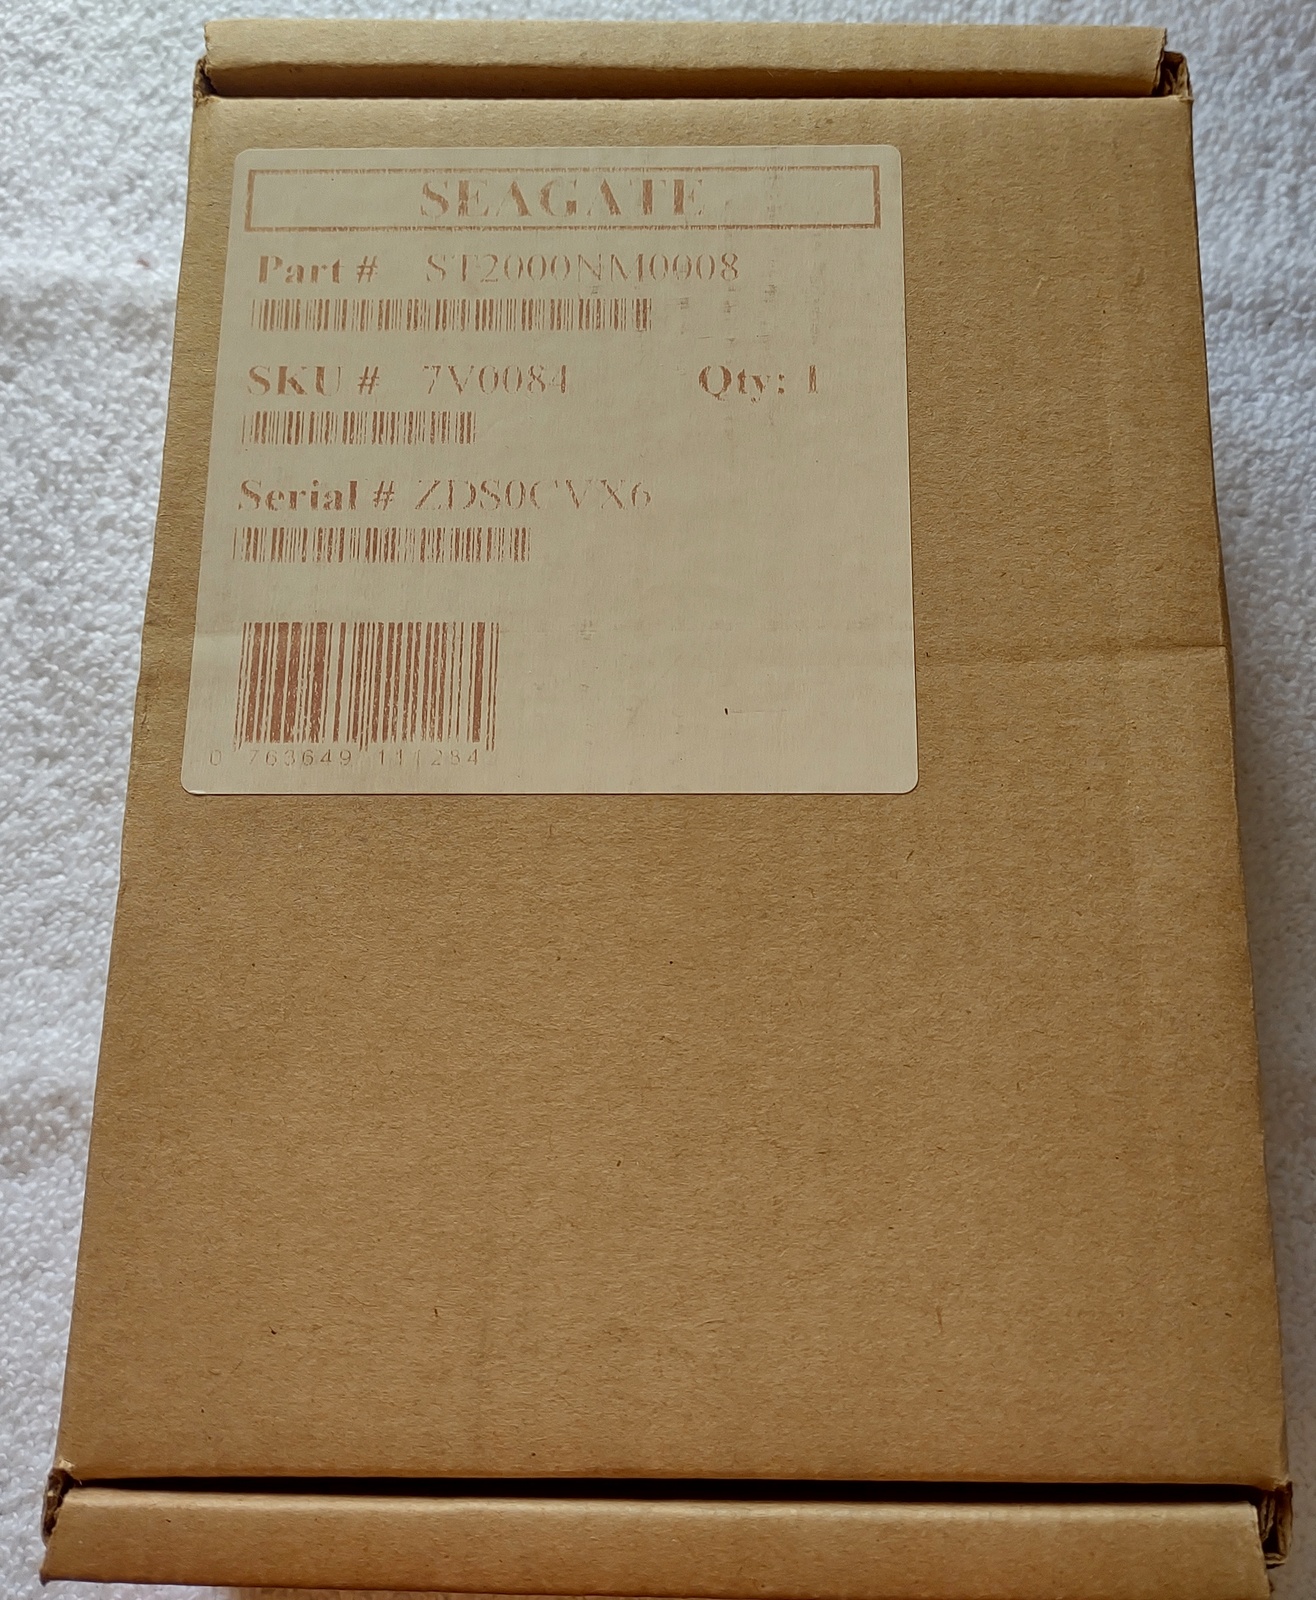 SEAGATE
Part # ST2000NM0008
SKU # 7V0084 Qty: 1
Serial # ZDS0CVX6
0 763649 111284